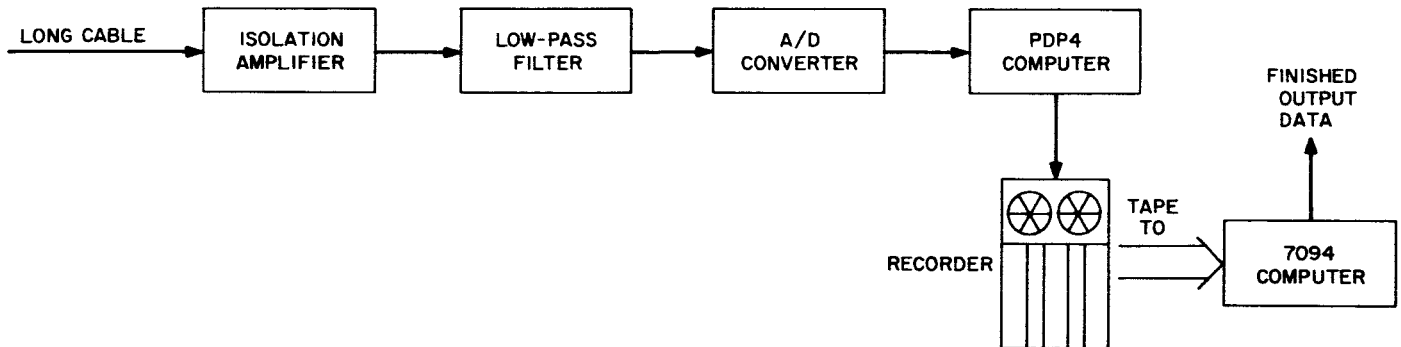 LONG CABLE
ISOLATION
AMPLIFIER
LOW-PASS
FILTER
A/D
CONVERTER
PDP4
COMPUTER
FINISHED
OUTPUT
DATA
TAPE
TO
RECORDER
7094
COMPUTER